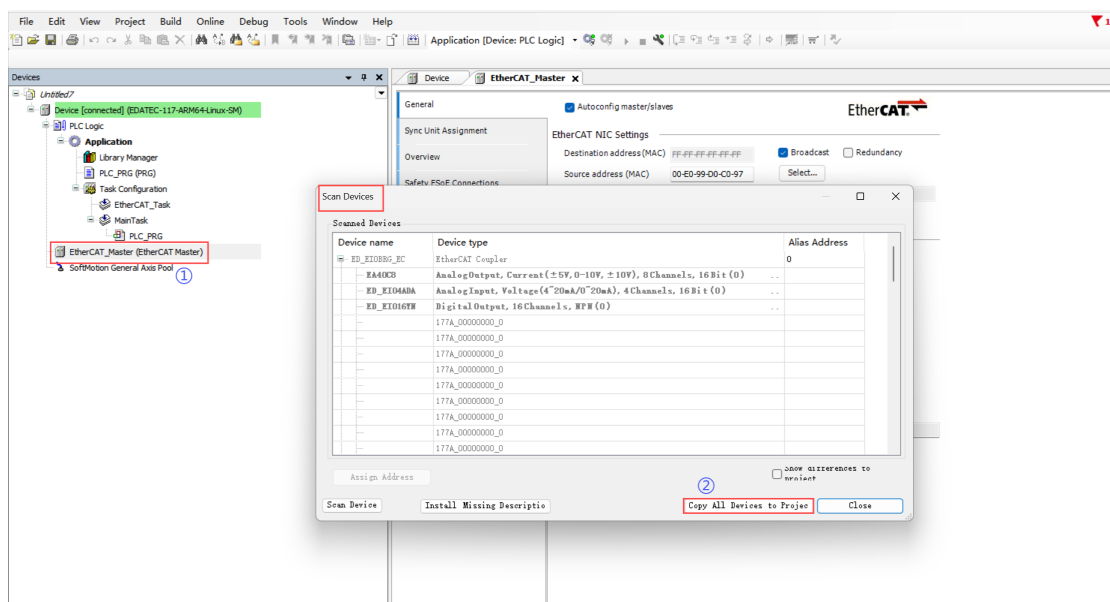 File Edit View Project Build Online Debug Tools Window Help
Application [Device: PLC Logic]
1
Devices
Device
EtherCAT_Master
Untitled7
Device [connected] (EDATEC-117-ARM64-Linux-SM)
PLC Logic
Application
Library Manager
PLC_PRG (PRG)
Task Configuration
EtherCAT_Task
MainTask
PLC_PRG
EtherCAT_Master (EtherCAT Master)
SoftMotion General Axis Pool
①
General
Autoconfig master/slaves
EtherCAT
Sync Unit Assignment
EtherCAT NIC Settings
Overview
Destination address (MAC) FF-FF-FF-FF-FF-FF Broadcast Redundancy
Source address (MAC) 00-E0-99-D0-C0-97 Select...
Safety FSoE Connections
Scan Devices
Scanned Devices
Device name Device type Alias Address
ED_EIOBRG_EC EtherCAT Coupler 0
EA40C8 AnalogOutput, Current(±5V,0-10V,±10V), 8Channels, 16Bit(O) ..
ED_EI04ADA AnalogInput, Voltage(4~20mA/0~20mA), 4Channels, 16Bit(O) ..
ED_EIO16YN DigitalOutput, 16Channels, NPN(O) ..
177A_00000000_0
177A_00000000_0
177A_00000000_0
177A_00000000_0
177A_00000000_0
177A_00000000_0
177A_00000000_0
177A_00000000_0
177A_00000000_0
Assign Address
Show differences to project
②
Scan Device
Install Missing Descriptio
Copy All Devices to Projec
Close